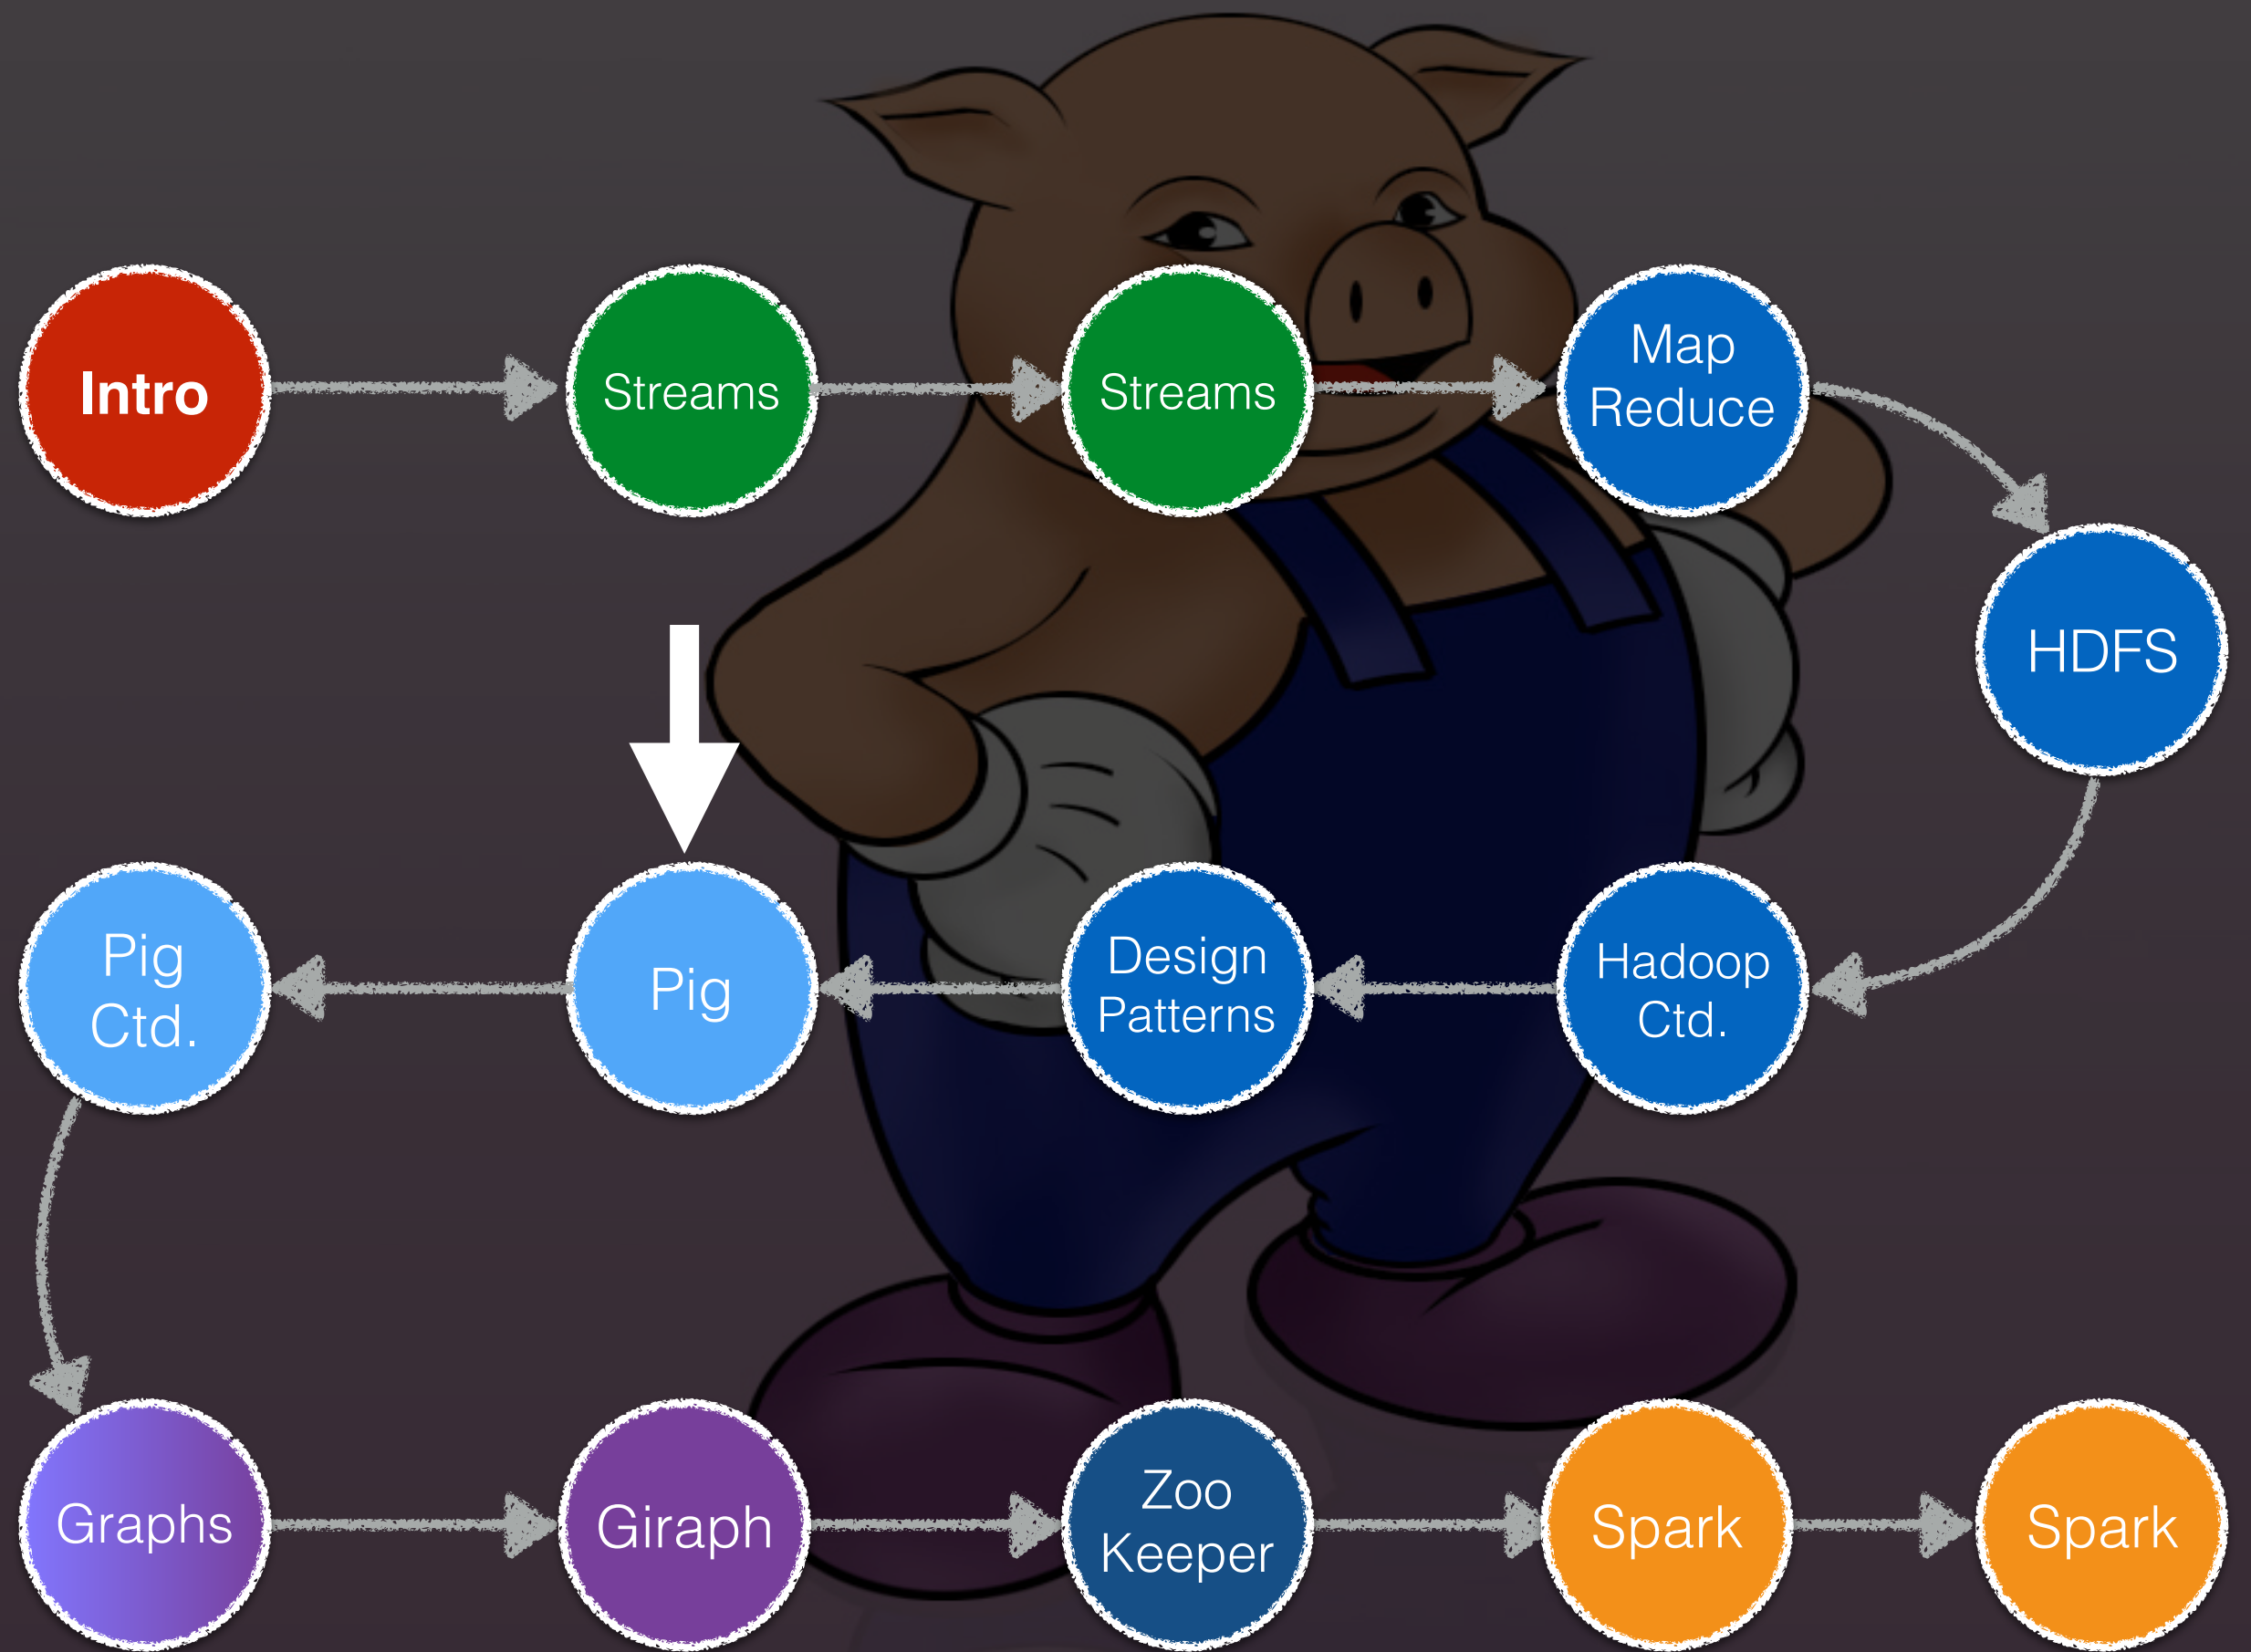 Intro
Streams
Streams
Map
Reduce
HDFS
Hadoop
Ctd.
Design
Patterns
Pig
Pig
Ctd.
Graphs
Giraph
Zoo
Keeper
Spark
Spark